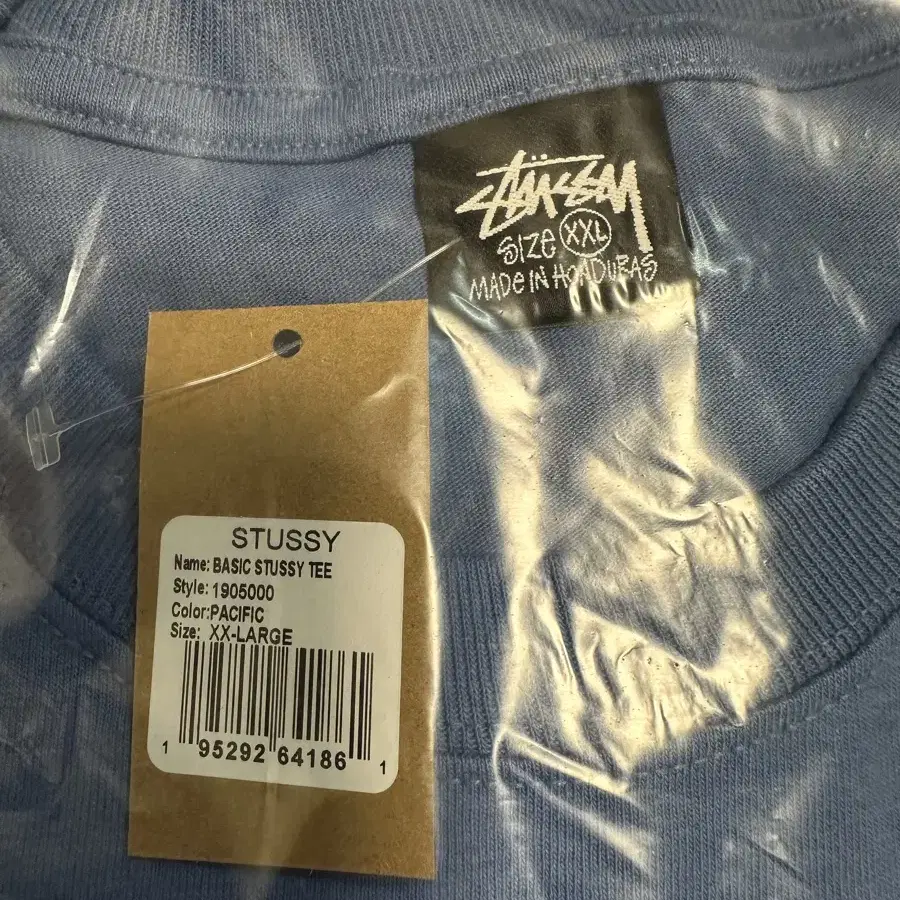 STÜSSY
SIZE XXL
MADE IN HONDURAS
STUSSY
Name: BASIC STUSSY TEE
Style: 1905000
Color:PACIFIC
Size: XX-LARGE
1 95292 64186 1